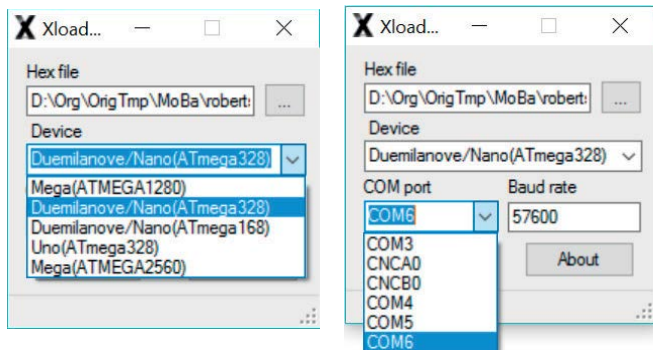 Xload...
Hex file
D:\Org\OrigTmp\MoBa\roberts
...
Device
Duemilanove/Nano(ATmega328)
Mega(ATMEGA1280)
Duemilanove/Nano(ATmega328)
Duemilanove/Nano(ATmega168)
Uno(ATmega328)
Mega(ATMEGA2560)
Xload...
Hex file
D:\Org\OrigTmp\MoBa\robert
...
Device
Duemilanove/Nano(ATmega328)
COM port Baud rate
COM6 57600
COM3
CNCA0
About
CNCB0
COM4
COM5
COM6